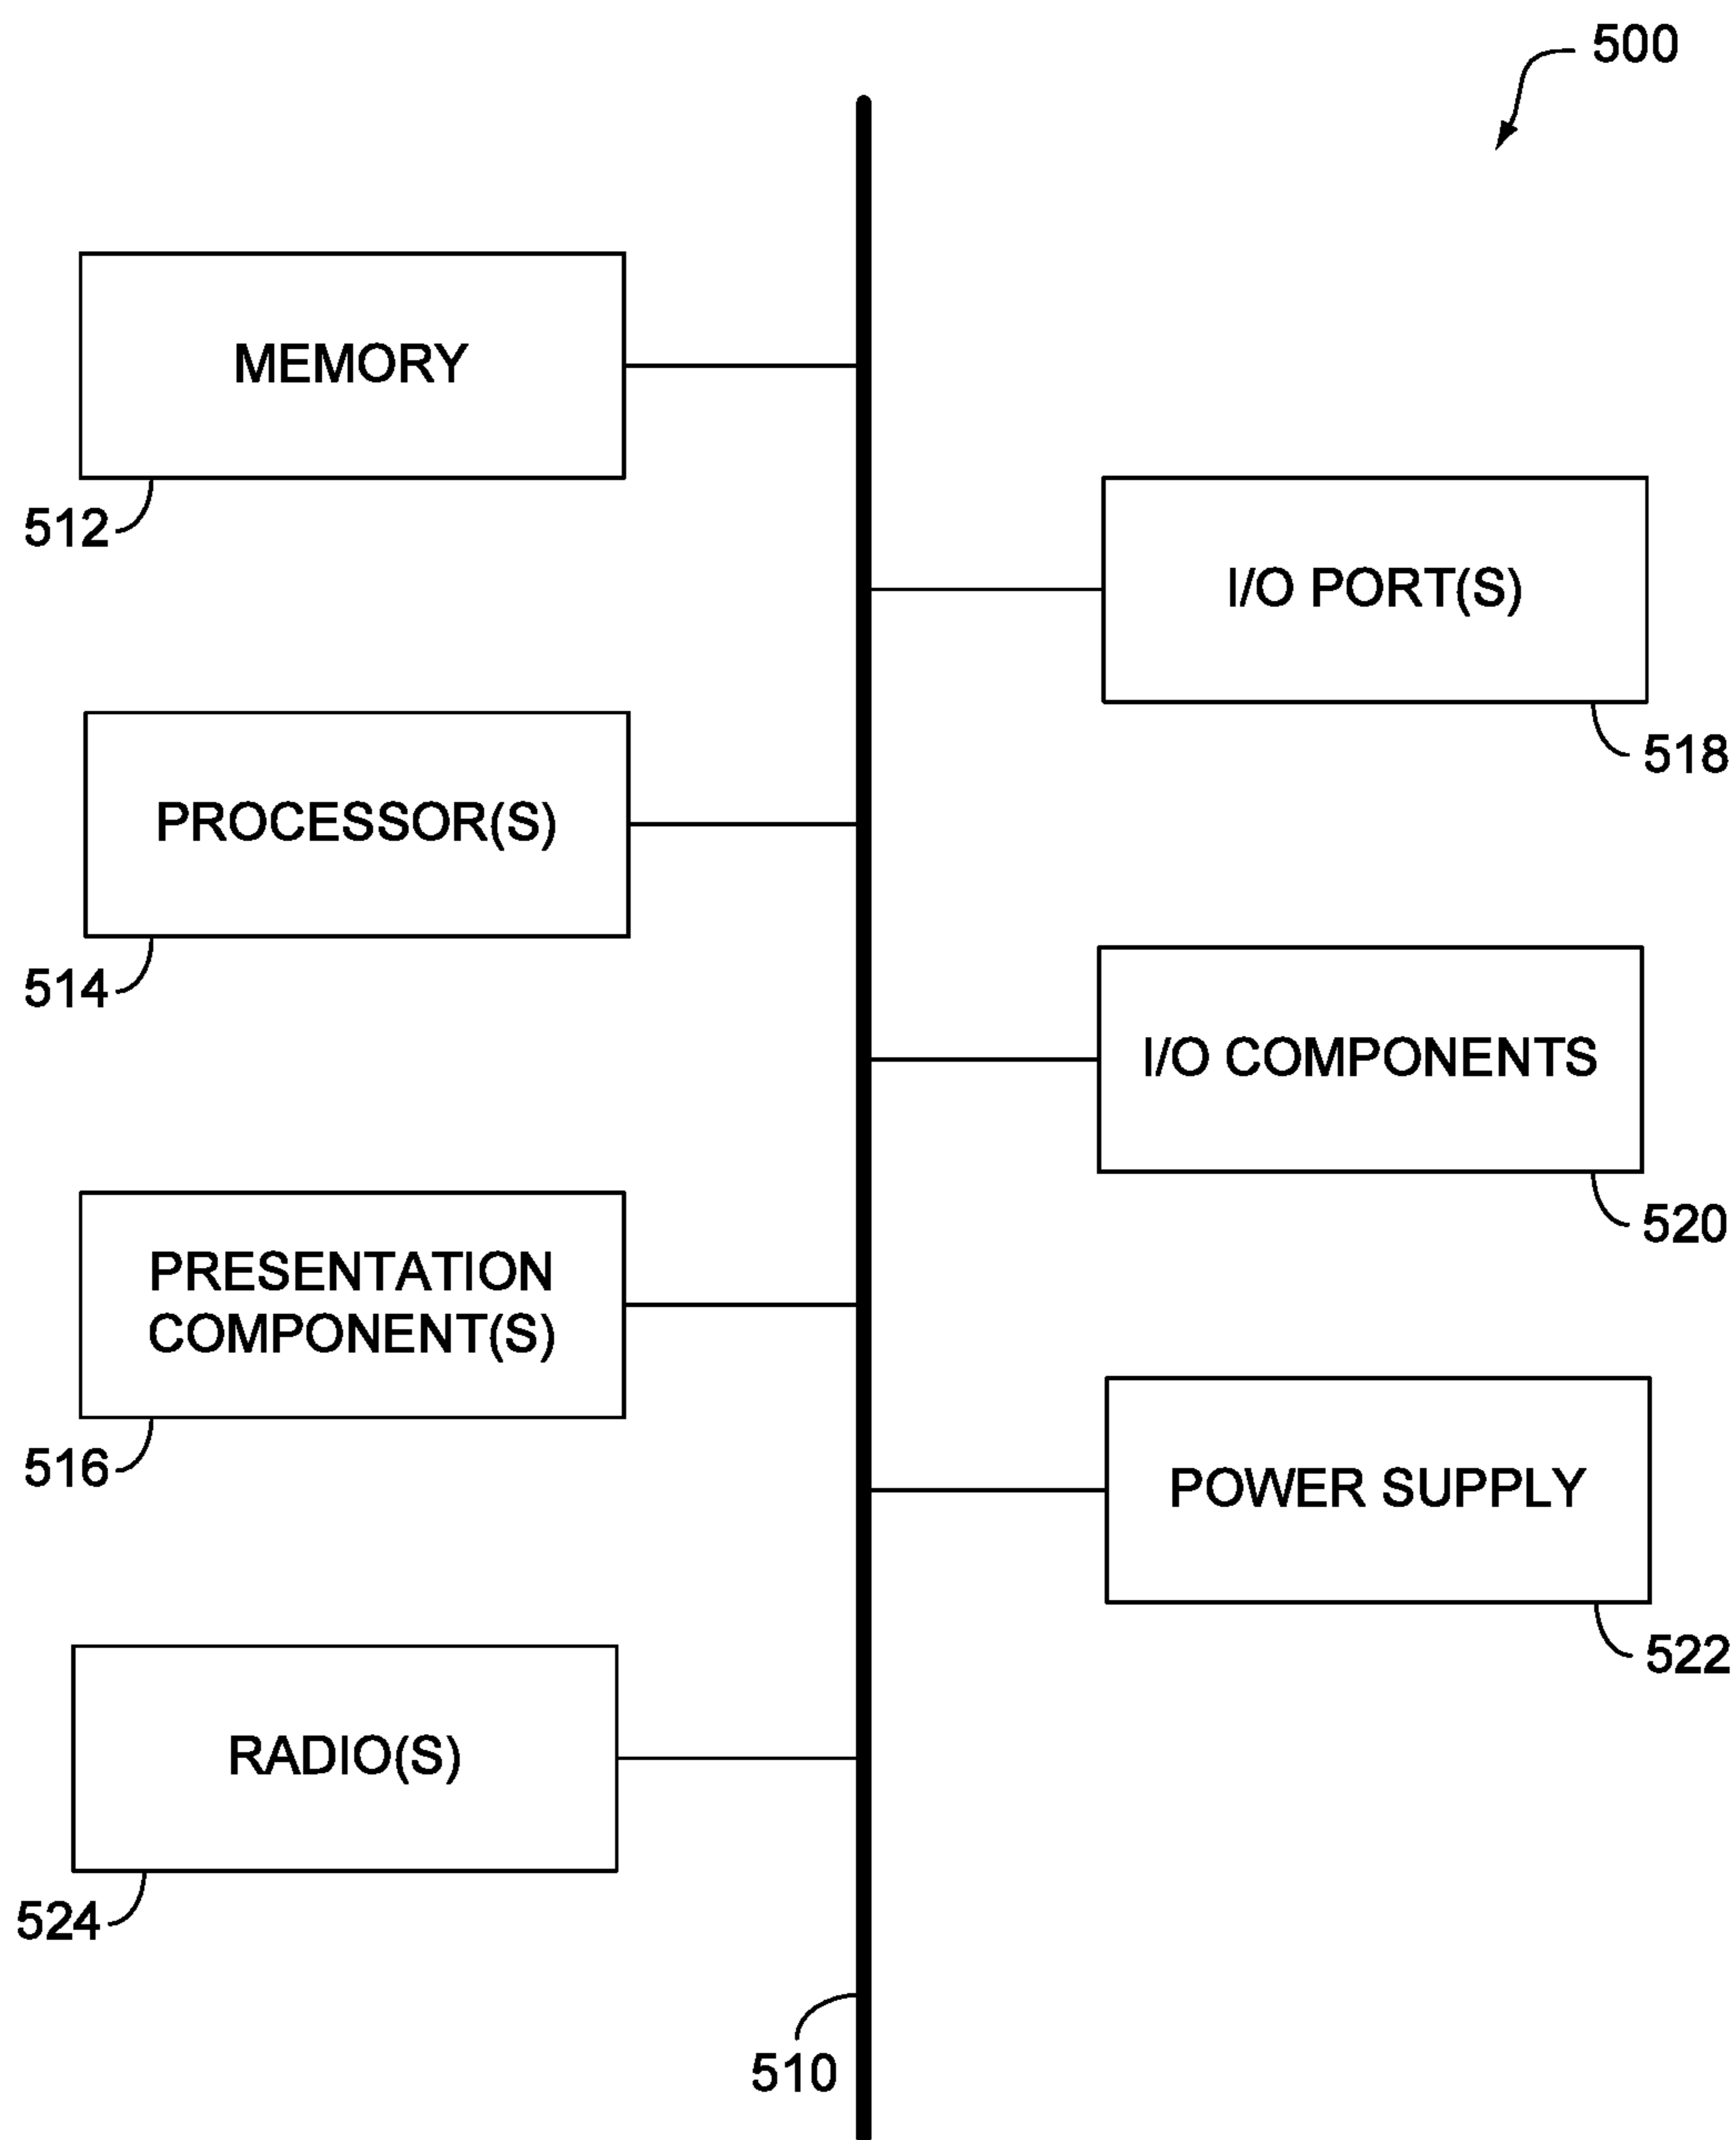 500
MEMORY
512
I/O PORT(S)
518
PROCESSOR(S)
514
I/O COMPONENTS
520
PRESENTATION
COMPONENT(S)
516
POWER SUPPLY
522
RADIO(S)
524
510